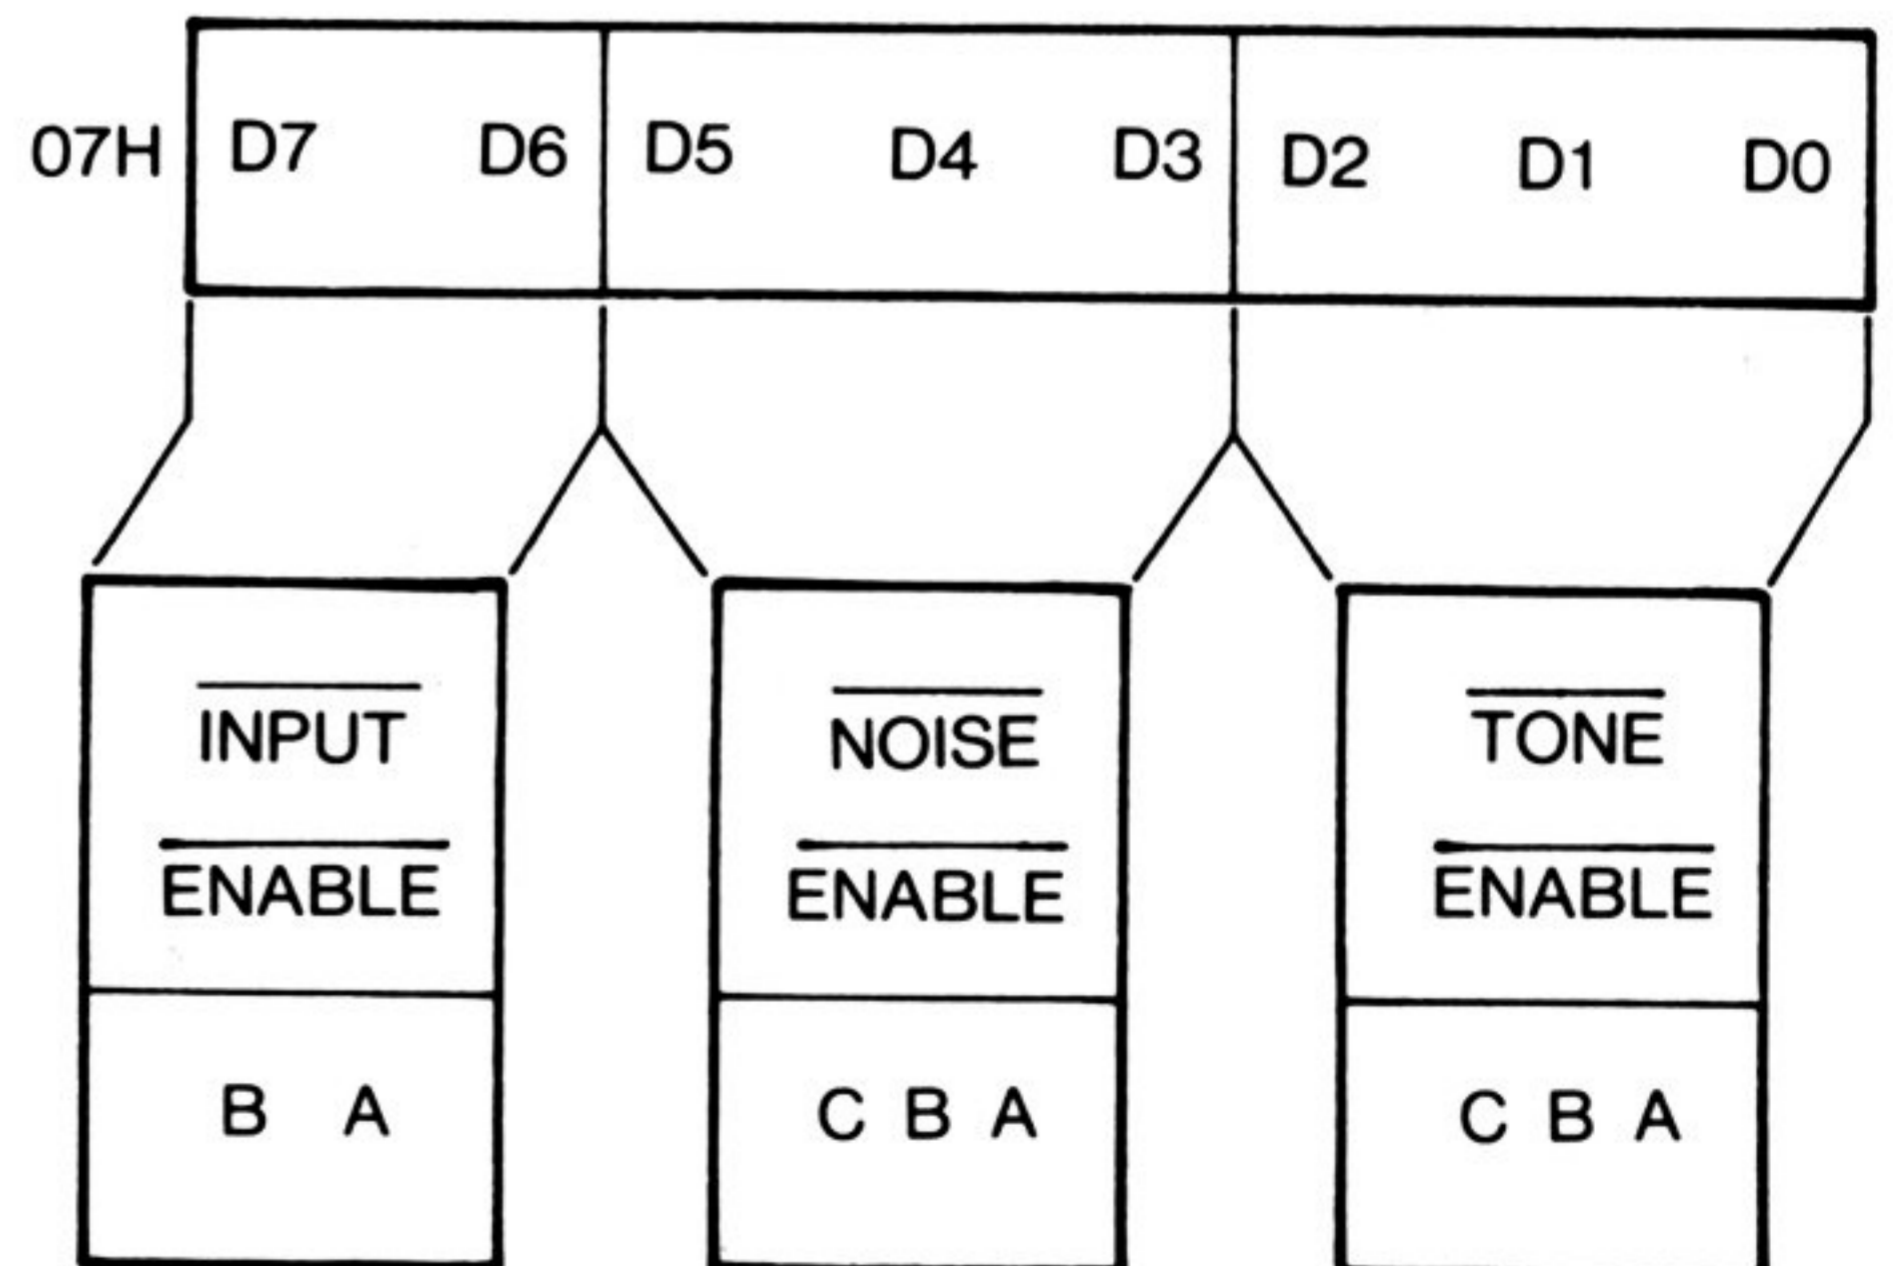 07H D7 D6 D5 D4 D3 D2 D1 D0
INPUT
ENABLE
B A
NOISE
ENABLE
C B A
TONE
ENABLE
C B A